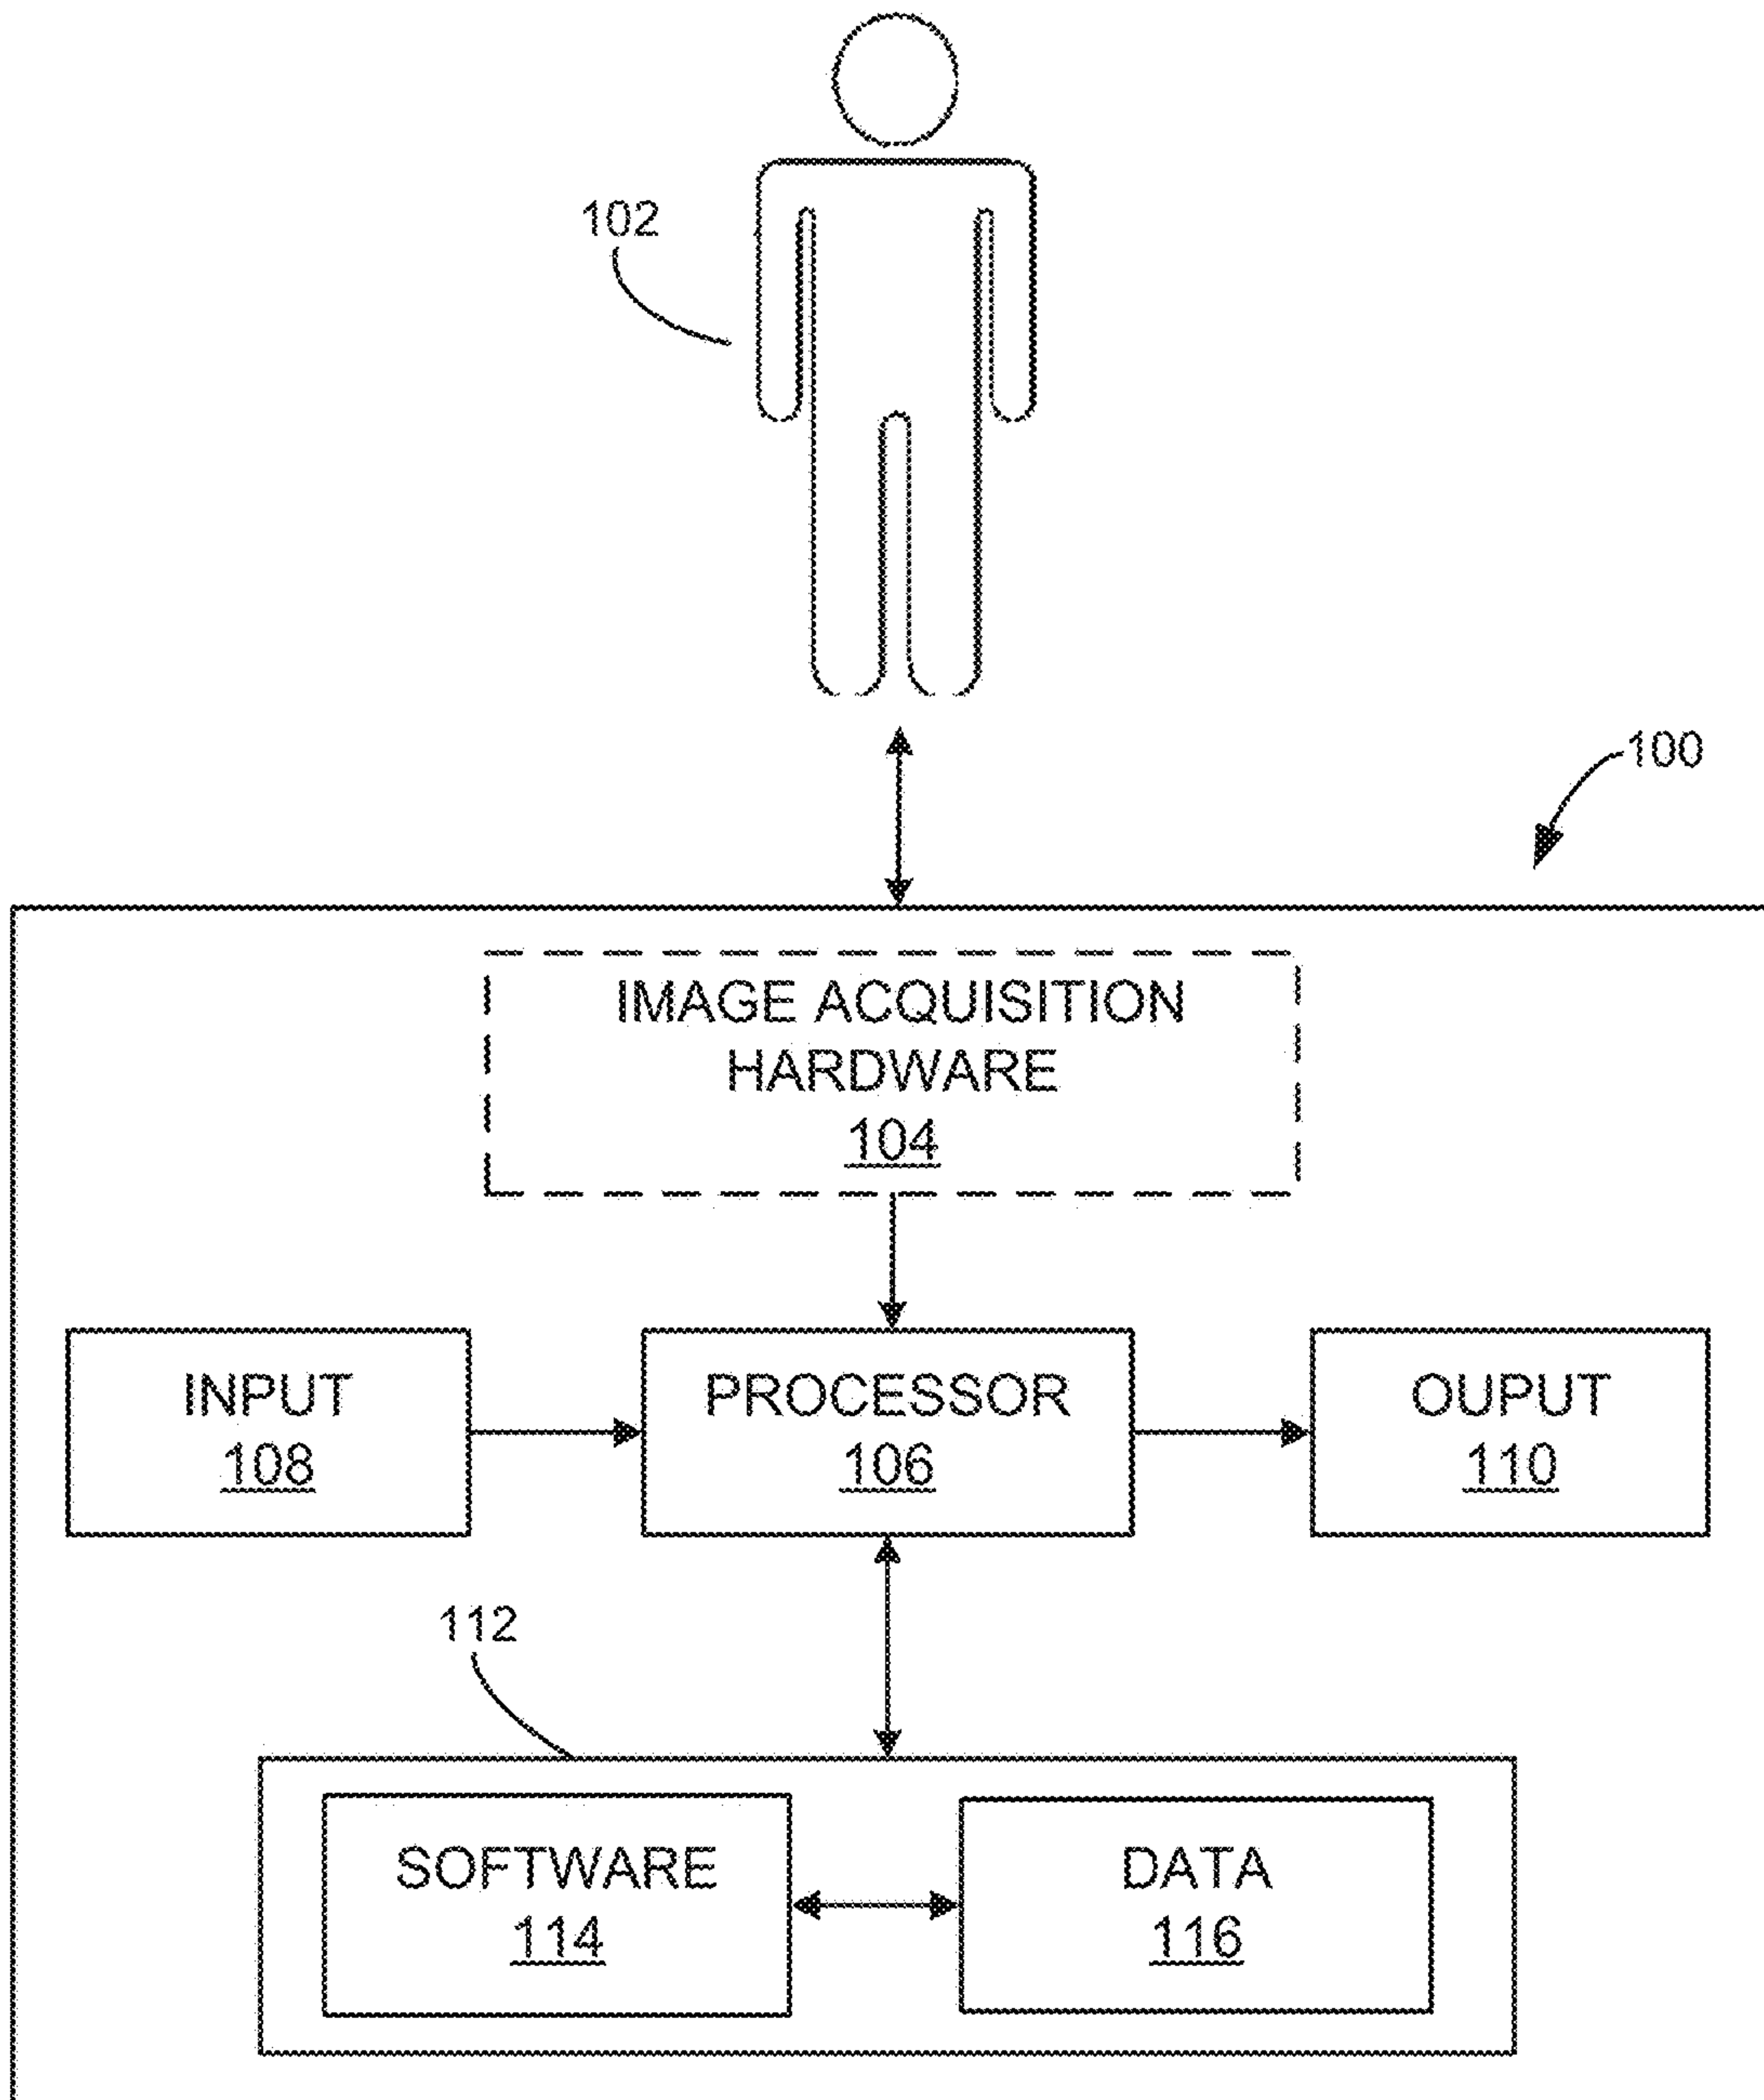 102
100
IMAGE ACQUISITION
HARDWARE
104
INPUT
108
PROCESSOR
106
OUPUT
110
112
SOFTWARE
114
DATA
116